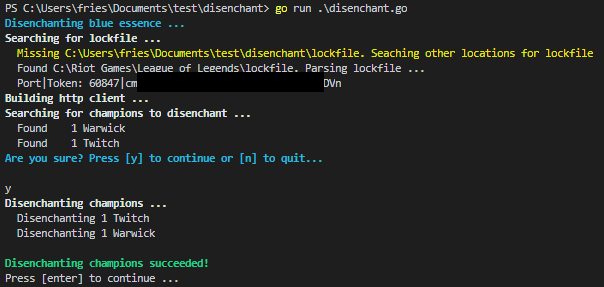 PS C:\Users\fries\Documents\test\disenchant> go run .\disenchant.go
Disenchanting blue essence ...
Searching for lockfile ...
Missing C:\Users\fries\Documents\test\disenchant\lockfile. Seaching other locations for lockfile
Found C:\Riot Games\League of Legends\lockfile. Parsing lockfile ...
Port|Token: 60847|cm DVn
Building http client ...
Searching for champions to disenchant ...
Found 1 Warwick
Found 1 Twitch
Are you sure? Press [y] to continue or [n] to quit...
y
Disenchanting champions ...
Disenchanting 1 Twitch
Disenchanting 1 Warwick
Disenchanting champions succeeded!
Press [enter] to continue ...